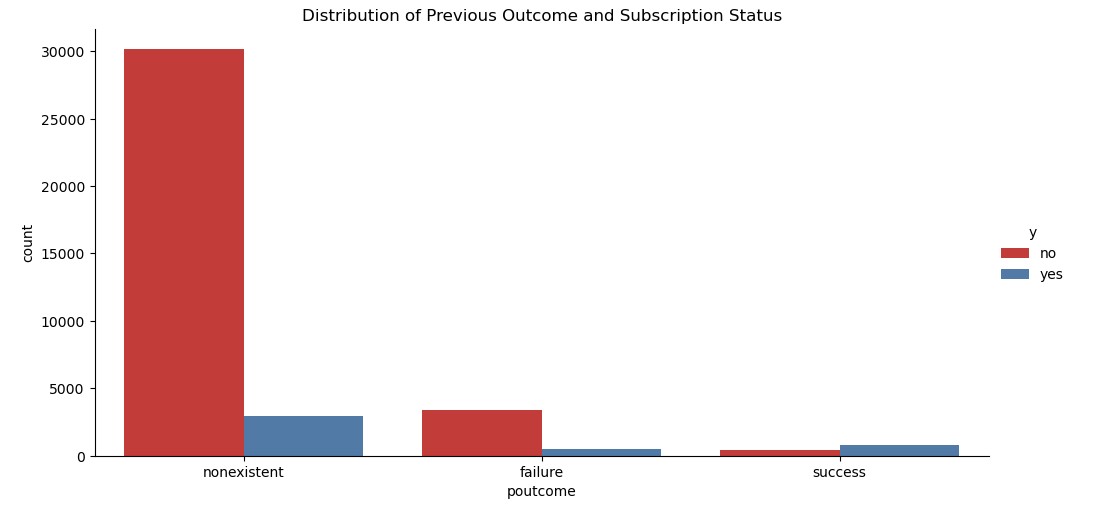 Distribution of Previous Outcome and Subscription Status
30000
25000
20000
15000
10000
5000
0
count
nonexistent
failure
success
poutcome
y
no
yes